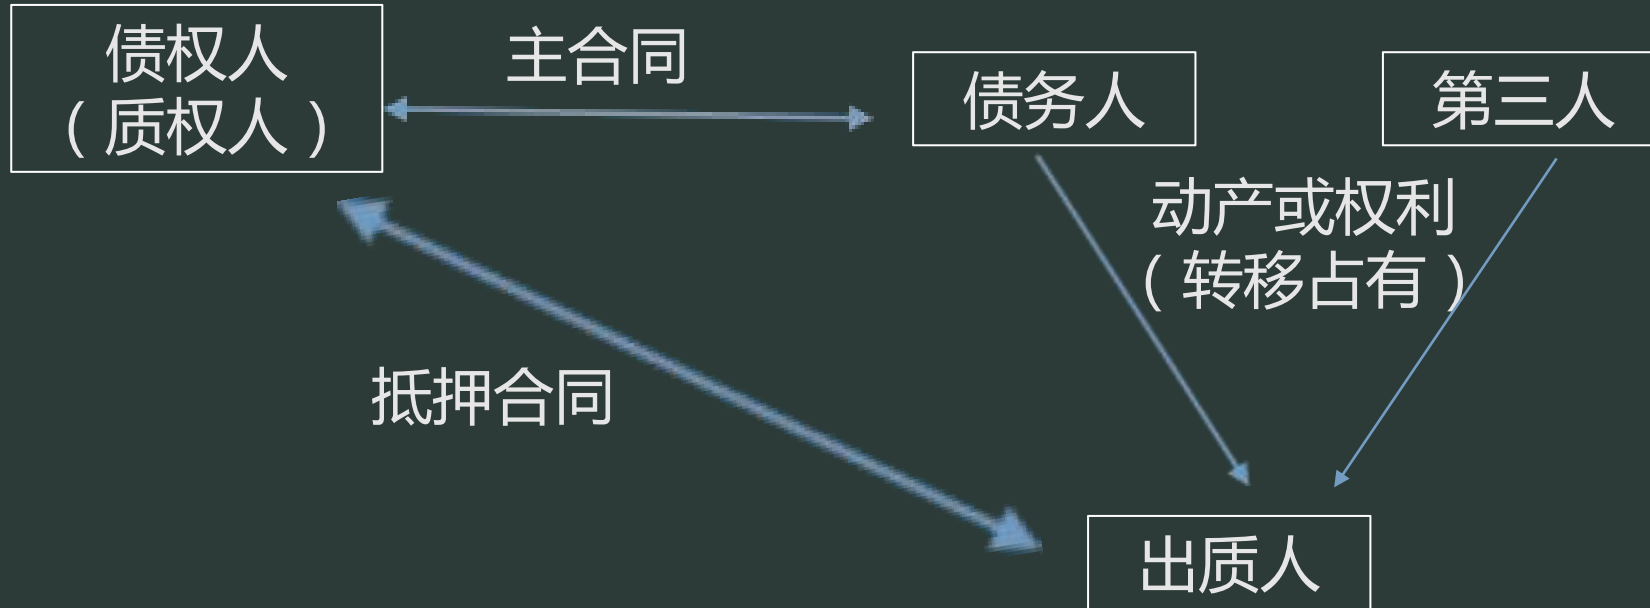 债权人
（质权人）
主合同
债务人
第三人
动产或权利
（转移占有）
抵押合同
出质人